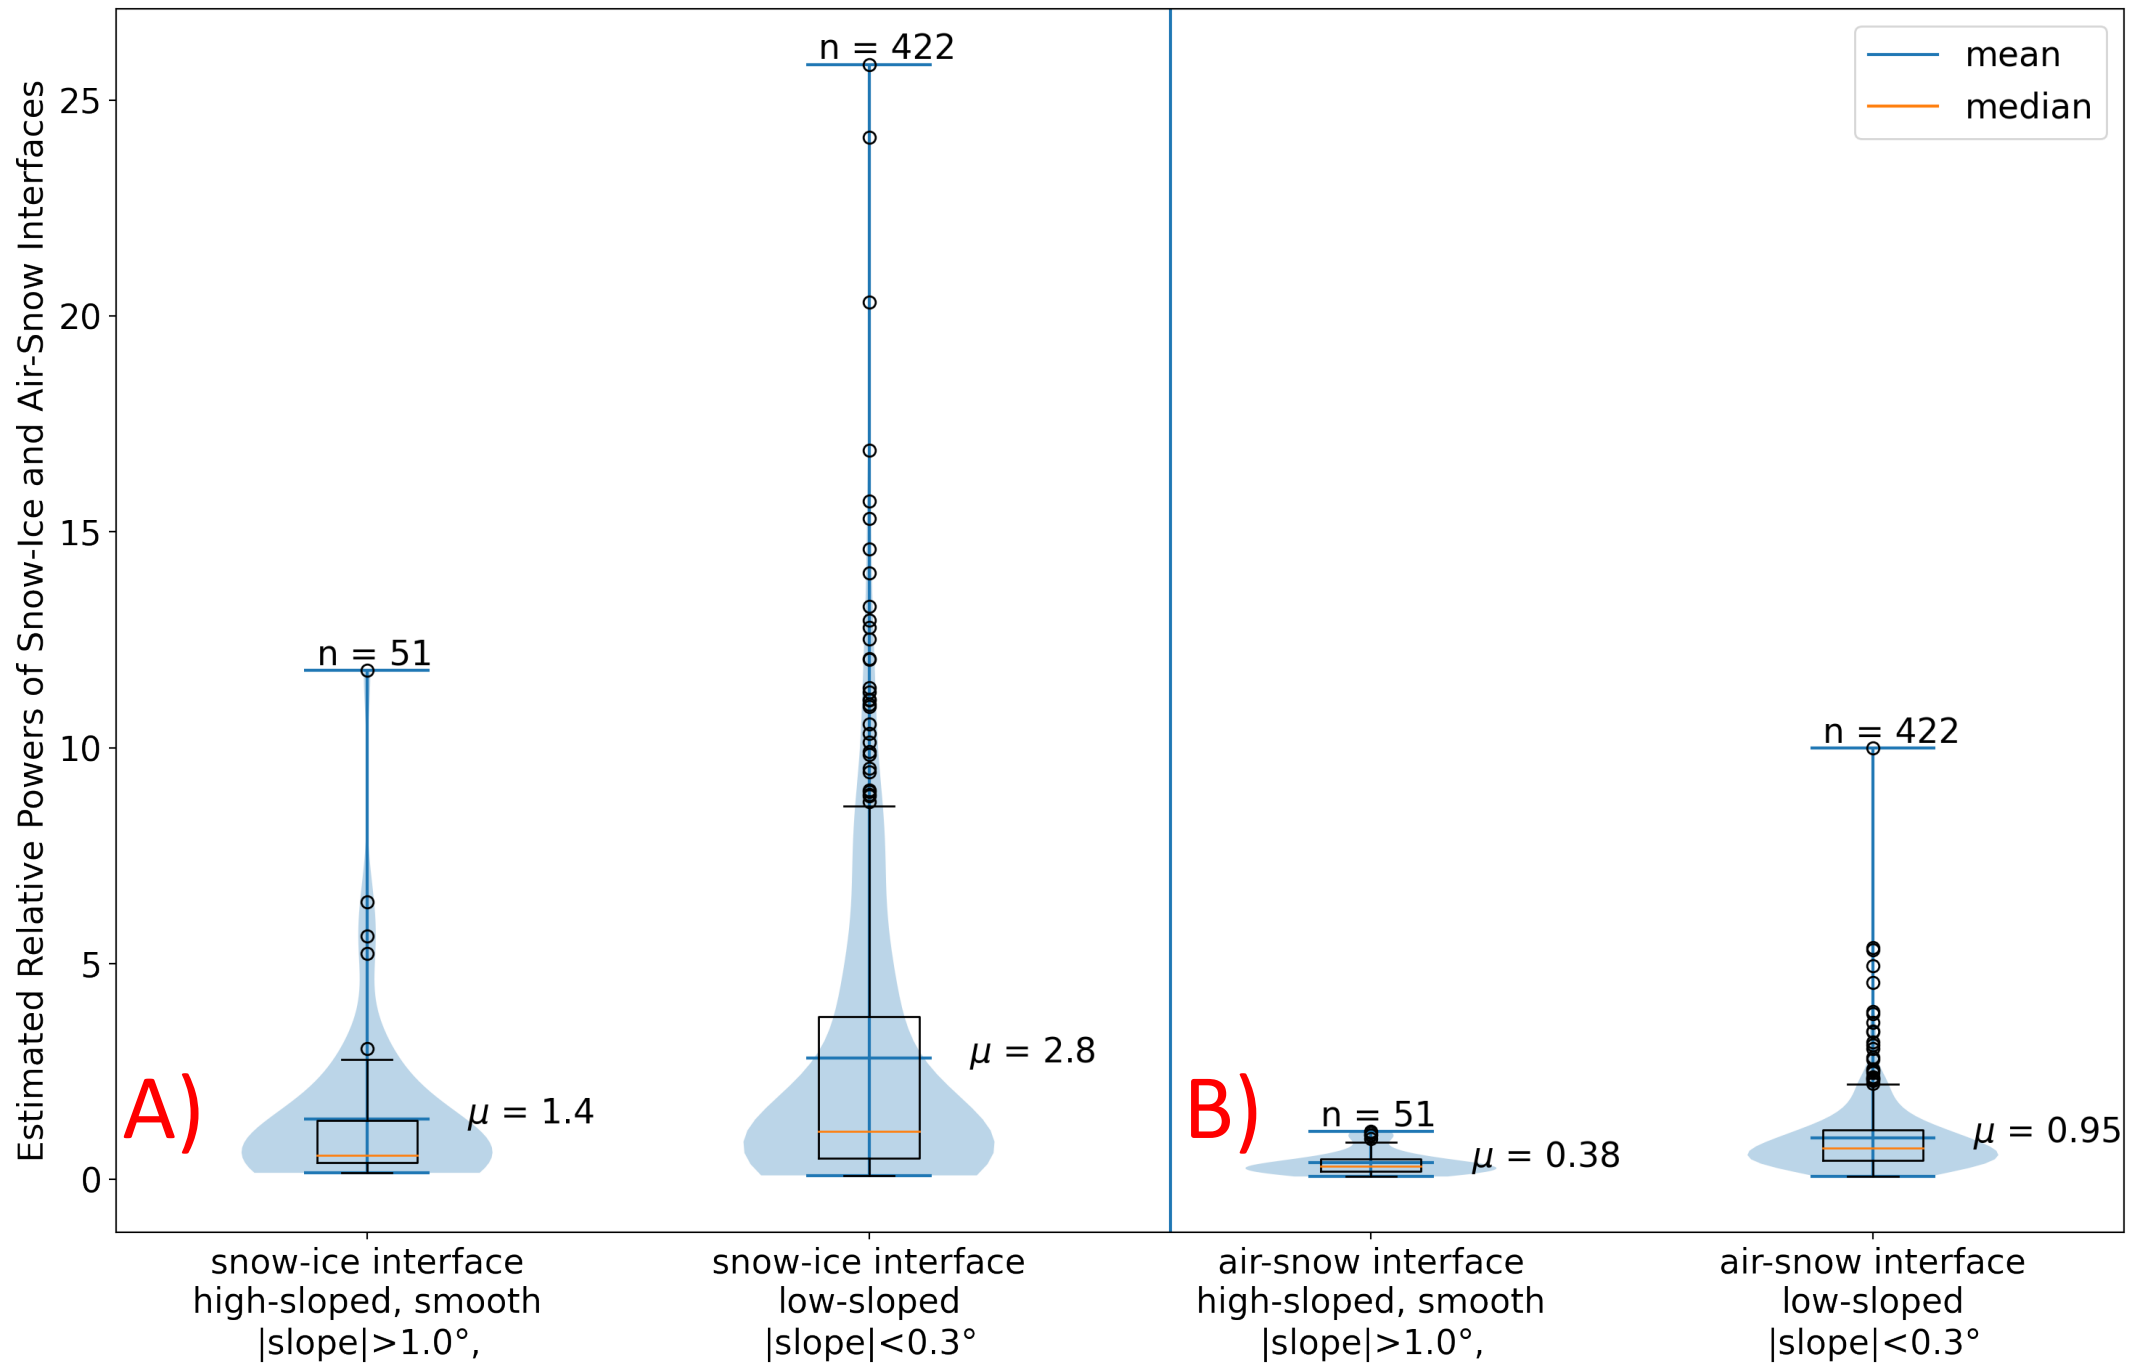 Estimated Relative Powers of Snow-Ice and Air-Snow Interfaces
25
20
15
10
5
0
n = 422
mean
median
n = 51
n = 422
μ = 2.8
A)
μ = 1.4
B)
n = 51
μ = 0.38
μ = 0.95
snow-ice interface
high-sloped, smooth
|slope|>1.0°,
snow-ice interface
low-sloped
|slope|<0.3°
air-snow interface
high-sloped, smooth
|slope|>1.0°,
air-snow interface
low-sloped
|slope|<0.3°